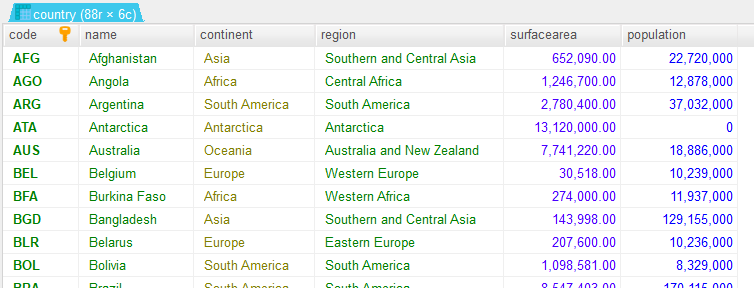 country (88r × 6c)
code name continent region surfacearea population
AFG Afghanistan Asia Southern and Central Asia 652,090.00 22,720,000
AGO Angola Africa Central Africa 1,246,700.00 12,878,000
ARG Argentina South America South America 2,780,400.00 37,032,000
ATA Antarctica Antarctica Antarctica 13,120,000.00 0
AUS Australia Oceania Australia and New Zealand 7,741,220.00 18,886,000
BEL Belgium Europe Western Europe 30,518.00 10,239,000
BFA Burkina Faso Africa Western Africa 274,000.00 11,937,000
BGD Bangladesh Asia Southern and Central Asia 143,998.00 129,155,000
BLR Belarus Europe Eastern Europe 207,600.00 10,236,000
BOL Bolivia South America South America 1,098,581.00 8,329,000
BRA Brazil South America South America 8,547,403.00 170,115,000